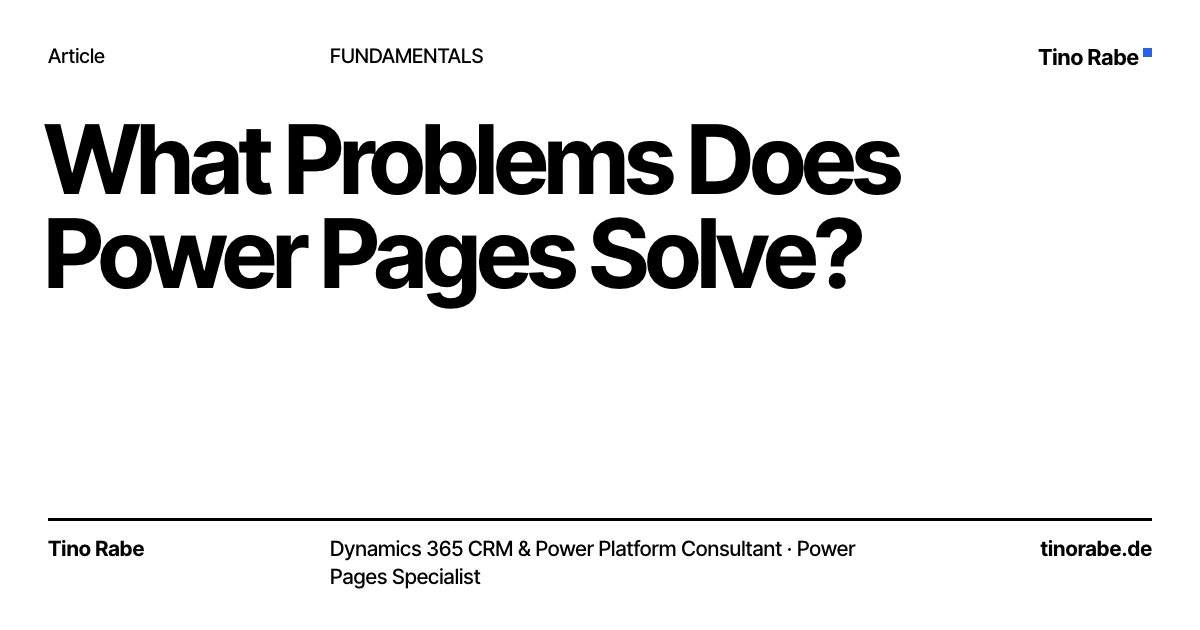 Article
FUNDAMENTALS
Tino Rabe
What Problems Does
Power Pages Solve?
Tino Rabe
Dynamics 365 CRM & Power Platform Consultant · Power
Pages Specialist
tinorabe.de